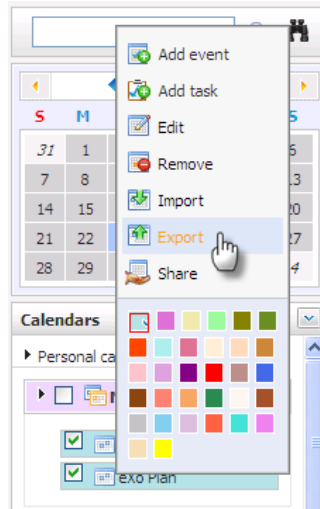 Add event
Add task
S M S
31 1 6
Edit
7 8 13
Remove
14 15 20
Import
21 22 27
Export
28 29 4
Share
Calendars
Personal ca
exo Plan